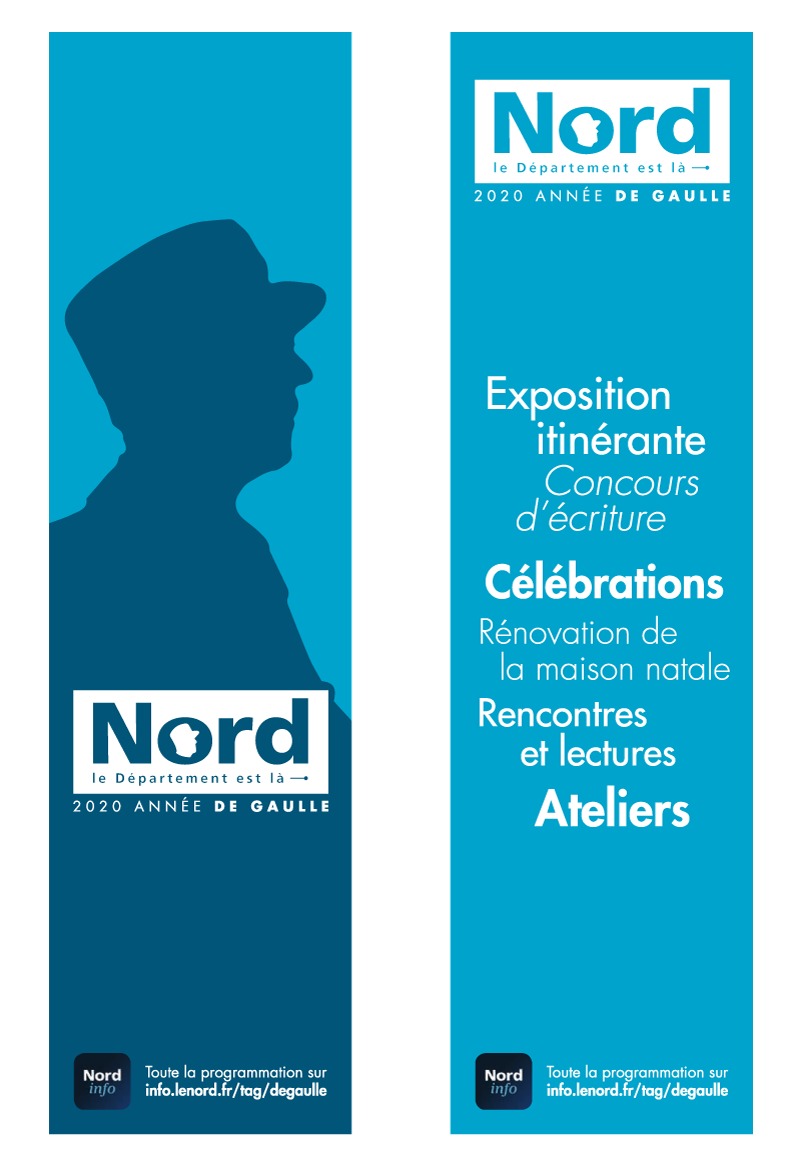 Nord
le Département est là
2020 ANNÉE DE GAULLE
Nord
info
Toute la programmation sur
info.lenord.fr/tag/degaulle
Nord
le Département est là
2020 ANNÉE DE GAULLE
Exposition
itinérante
Concours
d'écriture
Célébrations
Rénovation de
la maison natale
Rencontres
et lectures
Ateliers
Nord
info
Toute la programmation sur
info.lenord.fr/tag/degaulle